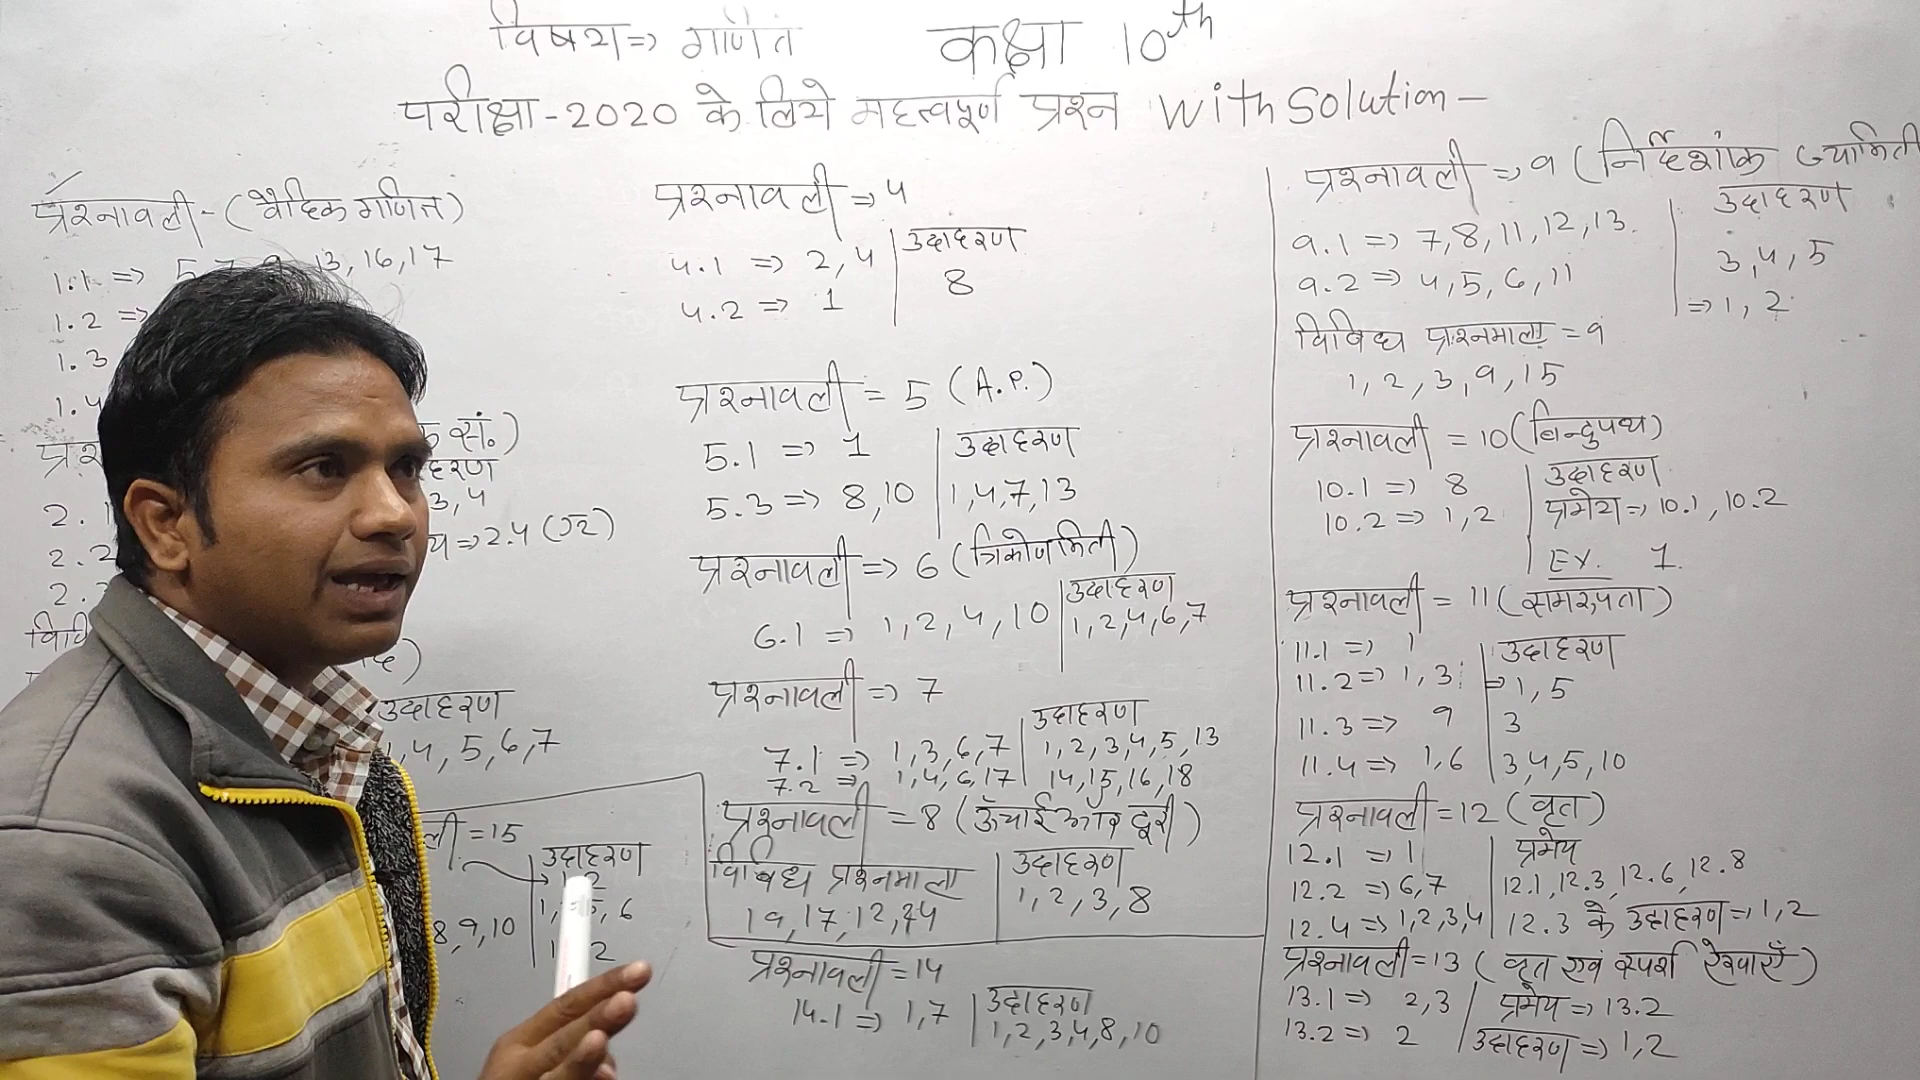 विषय => गणित कक्षा 10th
परीक्षा - 2020 के लिये महत्वपूर्ण प्रश्न With Solution -
प्रश्नावली - (वैदिक गणित)
1.1 => 5, 7, 9, 13, 16, 17
1.2 =>
1.3
1.4
सं.)
3, 4
=> 2.4 (√2)
2.1
2.2
2.
उदाहरण
4, 5, 6, 7
= 15
उदाहरण
8, 9, 10
प्रश्नावली => 4
4.1 => 2, 4 उदाहरण
4.2 => 1 8
प्रश्नावली = 5 (A.P.)
5.1 => 1 उदाहरण
5.3 => 8, 10 1, 4, 7, 13
प्रश्नावली => 6 (त्रिकोणमिती)
उदाहरण
6.1 => 1, 2, 4, 10 1, 2, 4, 6, 7
प्रश्नावली => 7
उदाहरण
7.1 => 1, 3, 6, 7 1, 2, 3, 4, 5, 13
7.2 => 1, 4, 6, 17 14, 15, 16, 18
प्रश्नावली = 8 (ऊँचाई और दूरी)
विविध प्रश्नमाला उदाहरण
19, 17, 12, 1, 2, 3, 8
प्रश्नावली = 14
14.1 => 1, 7 उदाहरण
1, 2, 3, 4, 8, 10
प्रश्नावली => 9 (निर्देशांक ज्यामिती
उदाहरण
9.1 => 7, 8, 11, 12, 13. 3, 4, 5
9.2 => 4, 5, 6, 11 => 1, 2
विविध प्रश्नमाला = 9
1, 2, 3, 9, 15
प्रश्नावली = 10 (बिन्दुपथ)
उदाहरण
10.1 => 8 प्रमेय => 10.1, 10.2
10.2 => 1, 2
Ex. 1.
प्रश्नावली = 11 (समरूपता)
11.1 => 1 उदाहरण
11.2 => 1, 3 => 1, 5
11.3 => 9 3
11.4 => 1, 6 3, 4, 5, 10
प्रश्नावली = 12 (वृत)
12.1 => 1 प्रमेय
12.2 => 6, 7 12.1, 12.3, 12.6, 12.8
12.4 => 1, 2, 3, 4 12.3 के उदाहरण => 1, 2
प्रश्नावली = 13 (वृत एवं स्पर्श रेखाएँ)
13.1 => 2, 3 प्रमेय => 13.2
13.2 => 2 उदाहरण => 1, 2